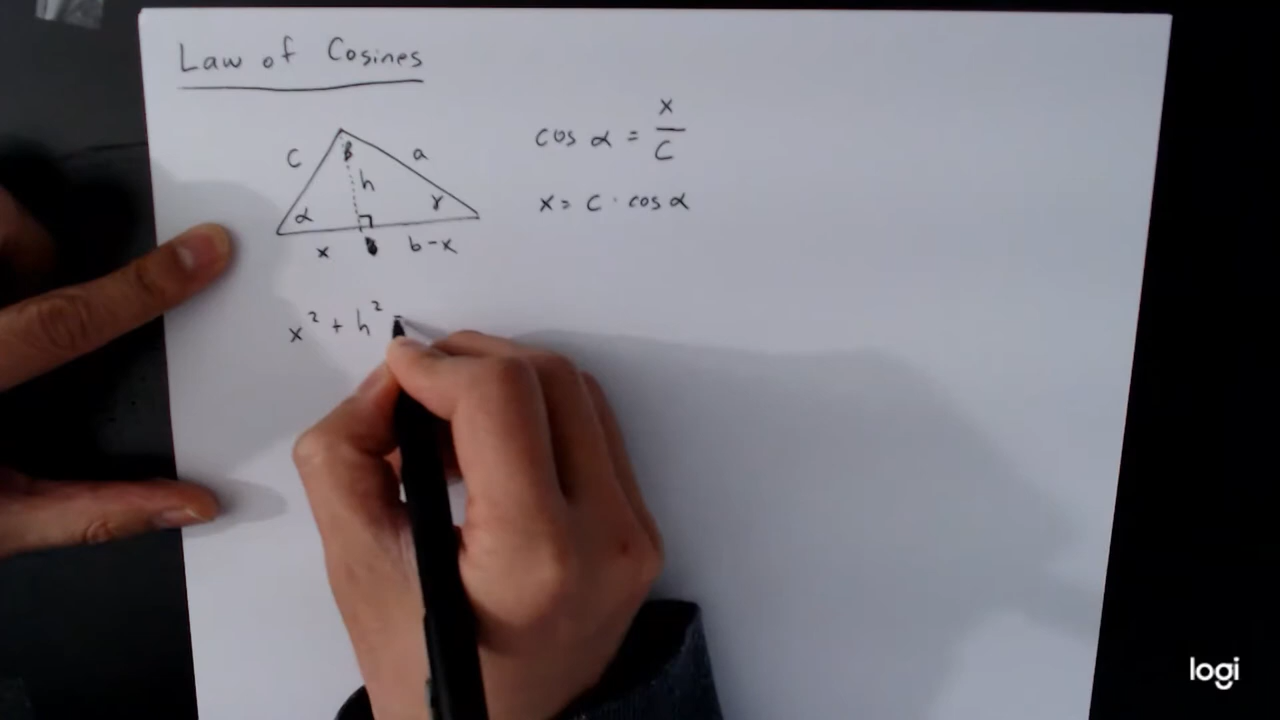 Law of Cosines
c
a
h
α
γ
x
b-x
cos α = x/c
x = c · cos α
x² + h² =
logi